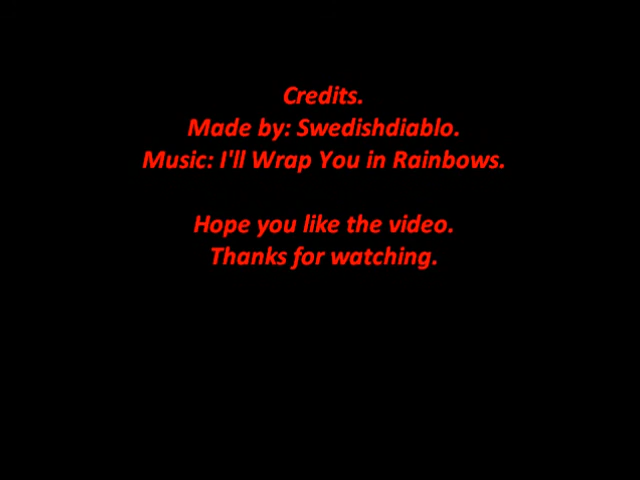 Credits.
Made by: Swedishdiablo.
Music: I'll Wrap You in Rainbows.
Hope you like the video.
Thanks for watching.